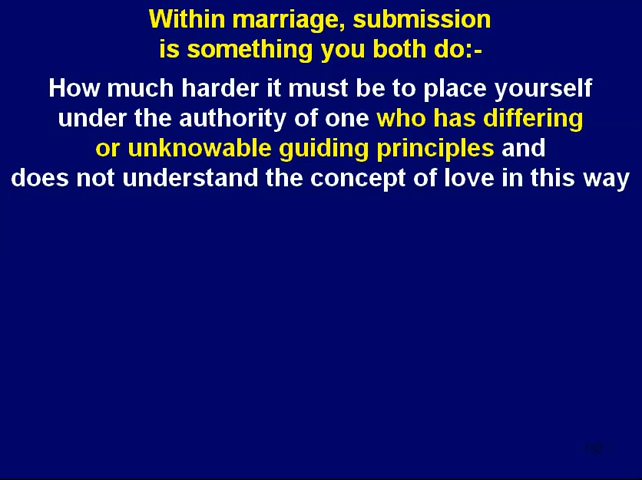 Within marriage, submission
is something you both do:-
How much harder it must be to place yourself
under the authority of one who has differing
or unknowable guiding principles and
does not understand the concept of love in this way